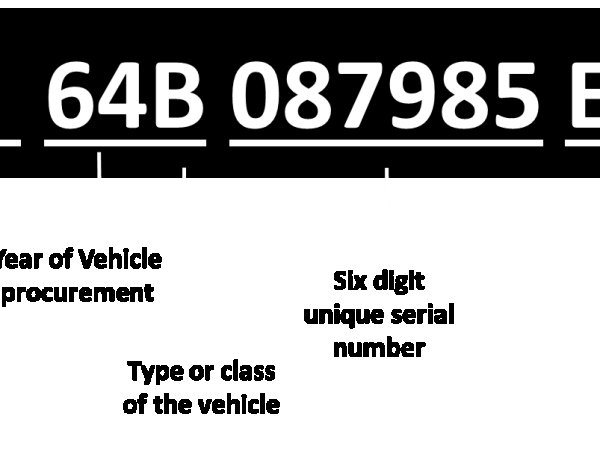 64B 087985 E
Year of Vehicle
procurement
Six digit
unique serial
number
Type or class
of the vehicle